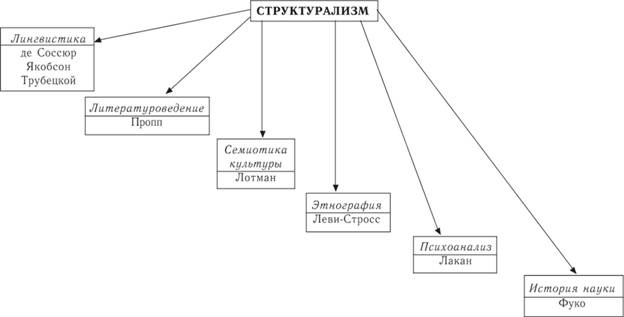 СТРУКТУРАЛИЗМ
Лингвистика
де Соссюр
Якобсон
Трубецкой
Литературоведение
Пропп
Семиотика
культуры
Лотман
Этнография
Леви-Стросс
Психоанализ
Лакан
История науки
Фуко